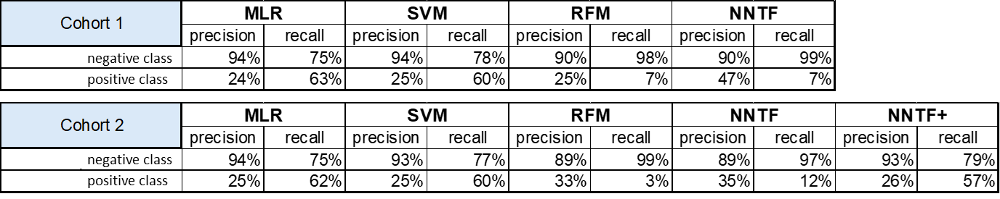 Cohort 1 MLR SVM RFM NNTF
precision recall precision recall precision recall precision recall
negative class 94% 75% 94% 78% 90% 98% 90% 99%
positive class 24% 63% 25% 60% 25% 7% 47% 7%
Cohort 2 MLR SVM RFM NNTF NNTF+
precision recall precision recall precision recall precision recall precision recall
negative class 94% 75% 93% 77% 89% 99% 89% 97% 93% 79%
positive class 25% 62% 25% 60% 33% 3% 35% 12% 26% 57%